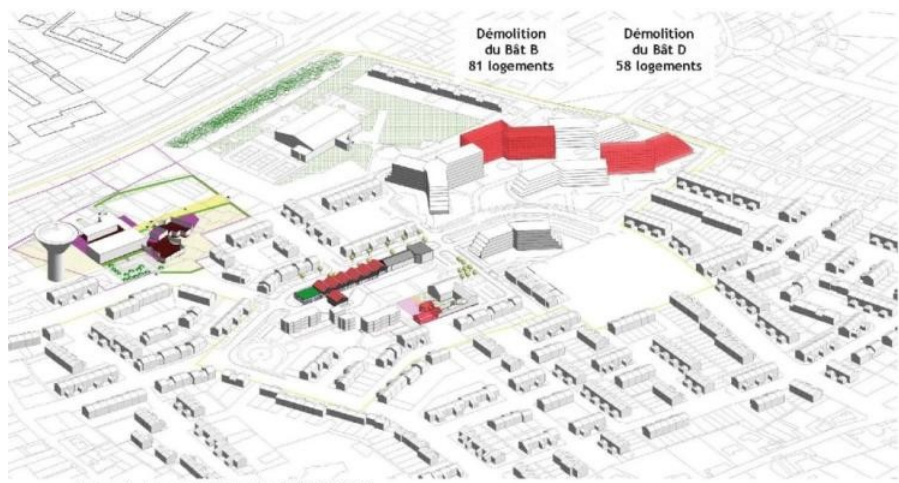 Démolition
du Bât B
81 logements
Démolition
du Bât D
58 logements